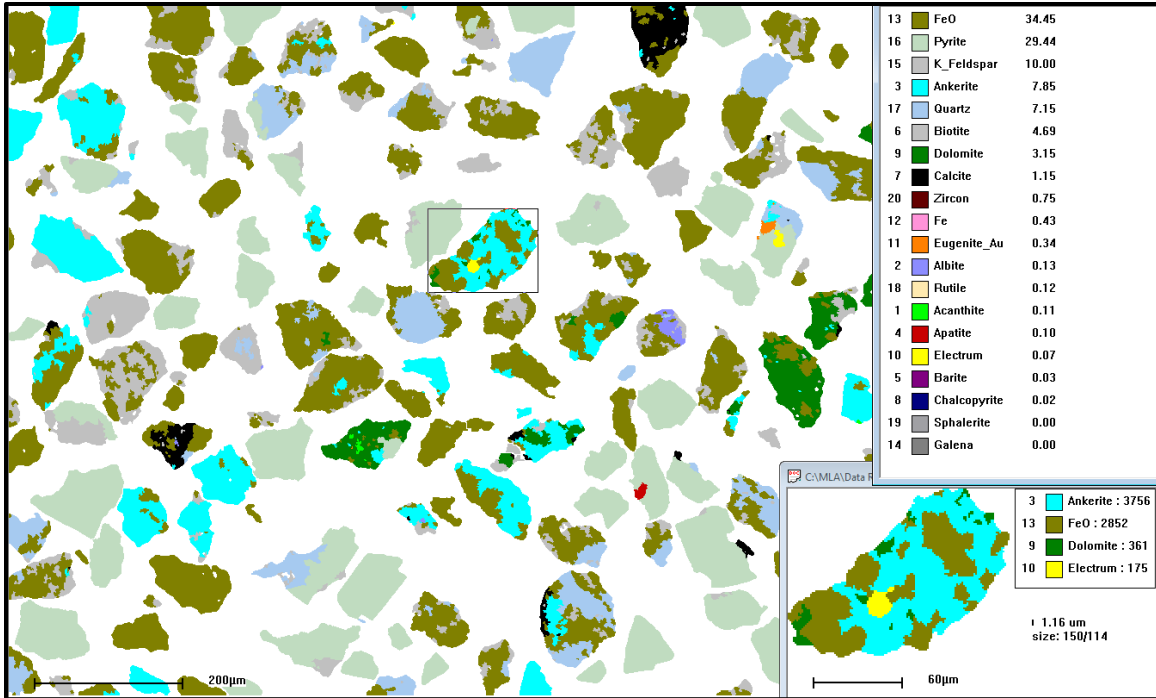 13 FeO 34.45
16 Pyrite 29.44
15 K_Feldspar 10.00
3 Ankerite 7.85
17 Quartz 7.15
6 Biotite 4.69
9 Dolomite 3.15
7 Calcite 1.15
20 Zircon 0.75
12 Fe 0.43
11 Eugenite_Au 0.34
2 Albite 0.13
18 Rutile 0.12
1 Acanthite 0.11
4 Apatite 0.10
10 Electrum 0.07
5 Barite 0.03
8 Chalcopyrite 0.02
19 Sphalerite 0.00
14 Galena 0.00
C:\MLA\Data R
3 Ankerite : 3756
13 FeO : 2852
9 Dolomite : 361
10 Electrum : 175
1.16 um
size: 150/114
200µm
60µm